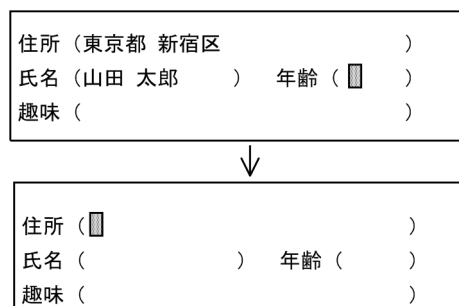 住所（東京都 新宿区　　　　　　　　　）
氏名（山田 太郎　　　）　年齢（　　　）
趣味（　　　　　　　　　　　　　　　　）
住所（　　　　　　　　　　　　　　　　）
氏名（　　　　　　　　）　年齢（　　　）
趣味（　　　　　　　　　　　　　　　　）